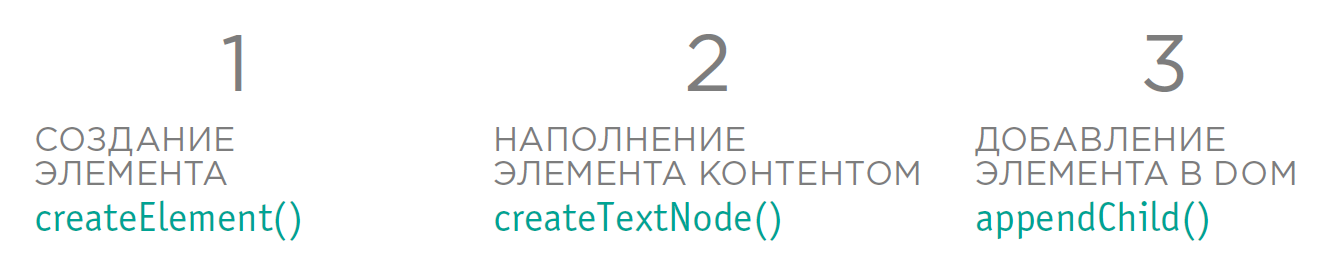 1
СОЗДАНИЕ
ЭЛЕМЕНТА
createElement()
2
НАПОЛНЕНИЕ
ЭЛЕМЕНТА КОНТЕНТОМ
createTextNode()
3
ДОБАВЛЕНИЕ
ЭЛЕМЕНТА В DOM
appendChild()